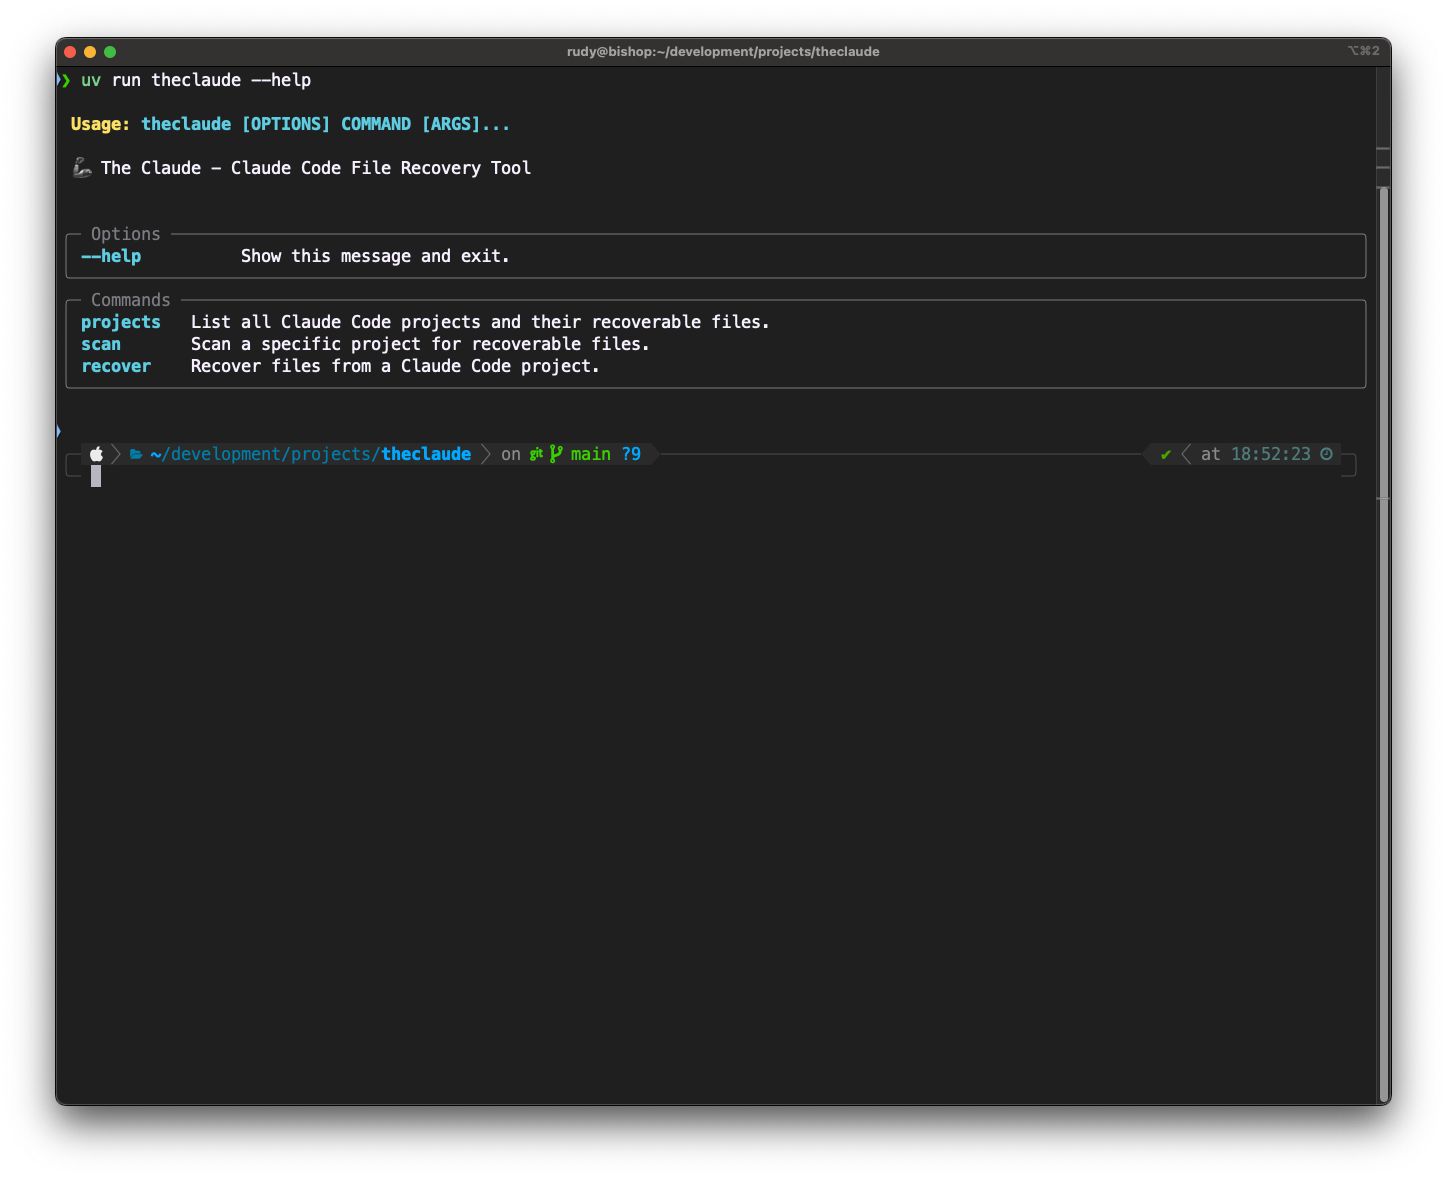 rudy@bishop:~/development/projects/theclaude
⌥⌘2
❯ uv run theclaude --help
Usage: theclaude [OPTIONS] COMMAND [ARGS]...
🦾 The Claude - Claude Code File Recovery Tool
Options
--help Show this message and exit.
Commands
projects List all Claude Code projects and their recoverable files.
scan Scan a specific project for recoverable files.
recover Recover files from a Claude Code project.
~/development/projects/theclaude on git main ?9 ✔ at 18:52:23